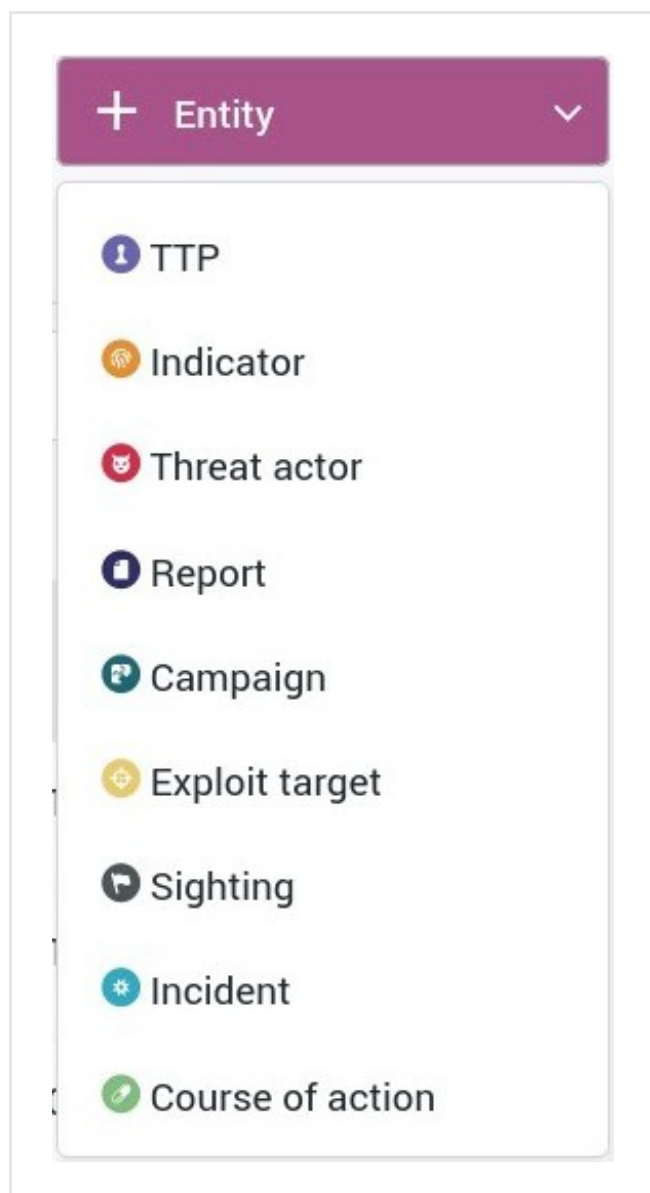 Entity
TTP
Indicator
Threat actor
Report
Campaign
Exploit target
Sighting
Incident
Course of action